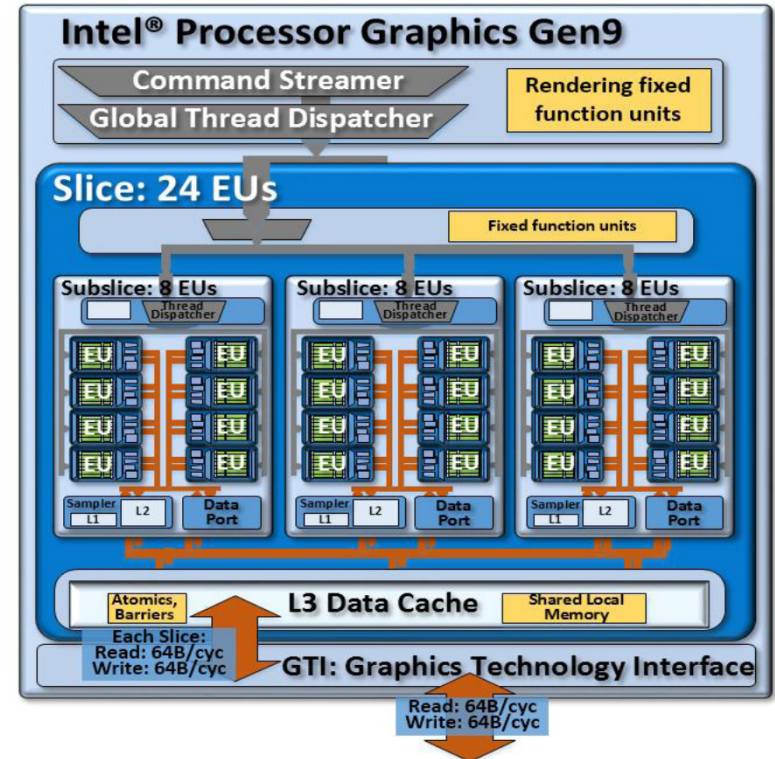 Intel® Processor Graphics Gen9
Command Streamer
Global Thread Dispatcher
Rendering fixed
function units
Slice: 24 EUs
Fixed function units
Subslice: 8 EUs
Thread
Dispatcher
EU EU
EU EU
EU EU
EU EU
Sampler
L1
L2
Data
Port
Subslice: 8 EUs
Thread
Dispatcher
EU EU
EU EU
EU EU
EU EU
Sampler
L1
L2
Data
Port
Subslice: 8 EUs
Thread
Dispatcher
EU EU
EU EU
EU EU
EU EU
Sampler
L1
L2
Data
Port
Atomics,
Barriers
L3 Data Cache
Shared Local
Memory
Each Slice:
Read: 64B/cyc
Write: 64B/cyc
GTI: Graphics Technology Interface
Read: 64B/cyc
Write: 64B/cyc